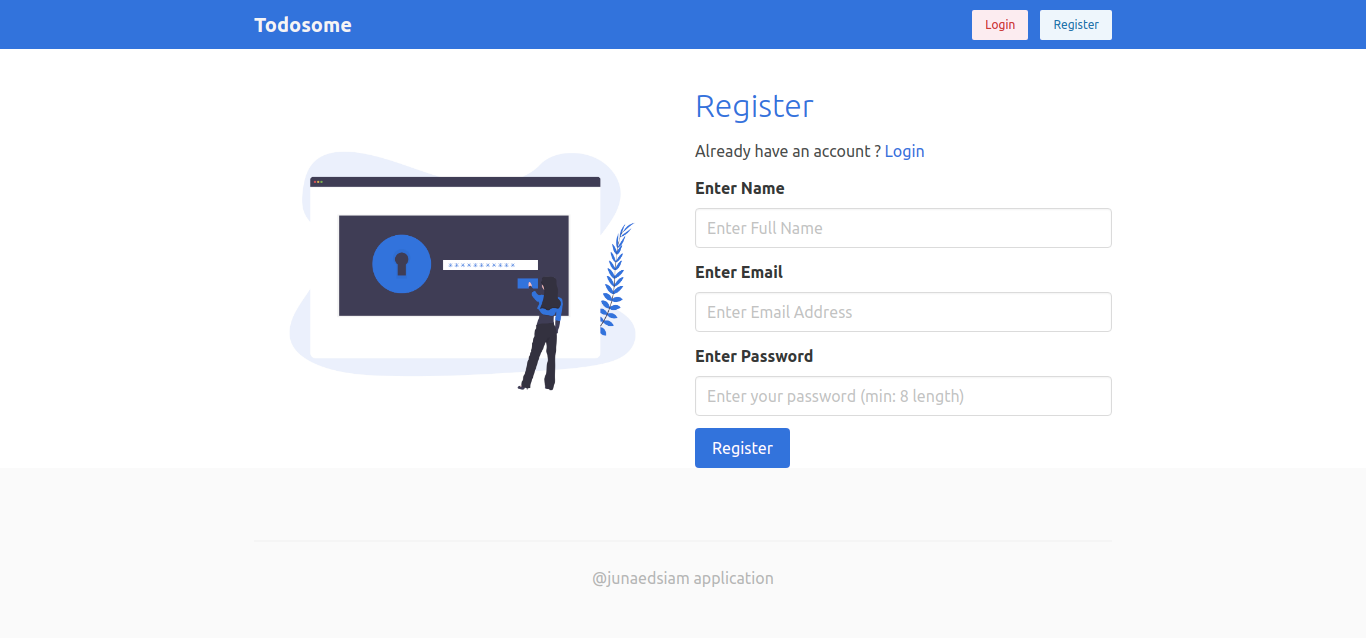 Todosome
Login
Register
Register
Already have an account ? Login
Enter Name
Enter Full Name
Enter Email
Enter Email Address
Enter Password
Enter your password (min: 8 length)
Register
@junaedsiam application